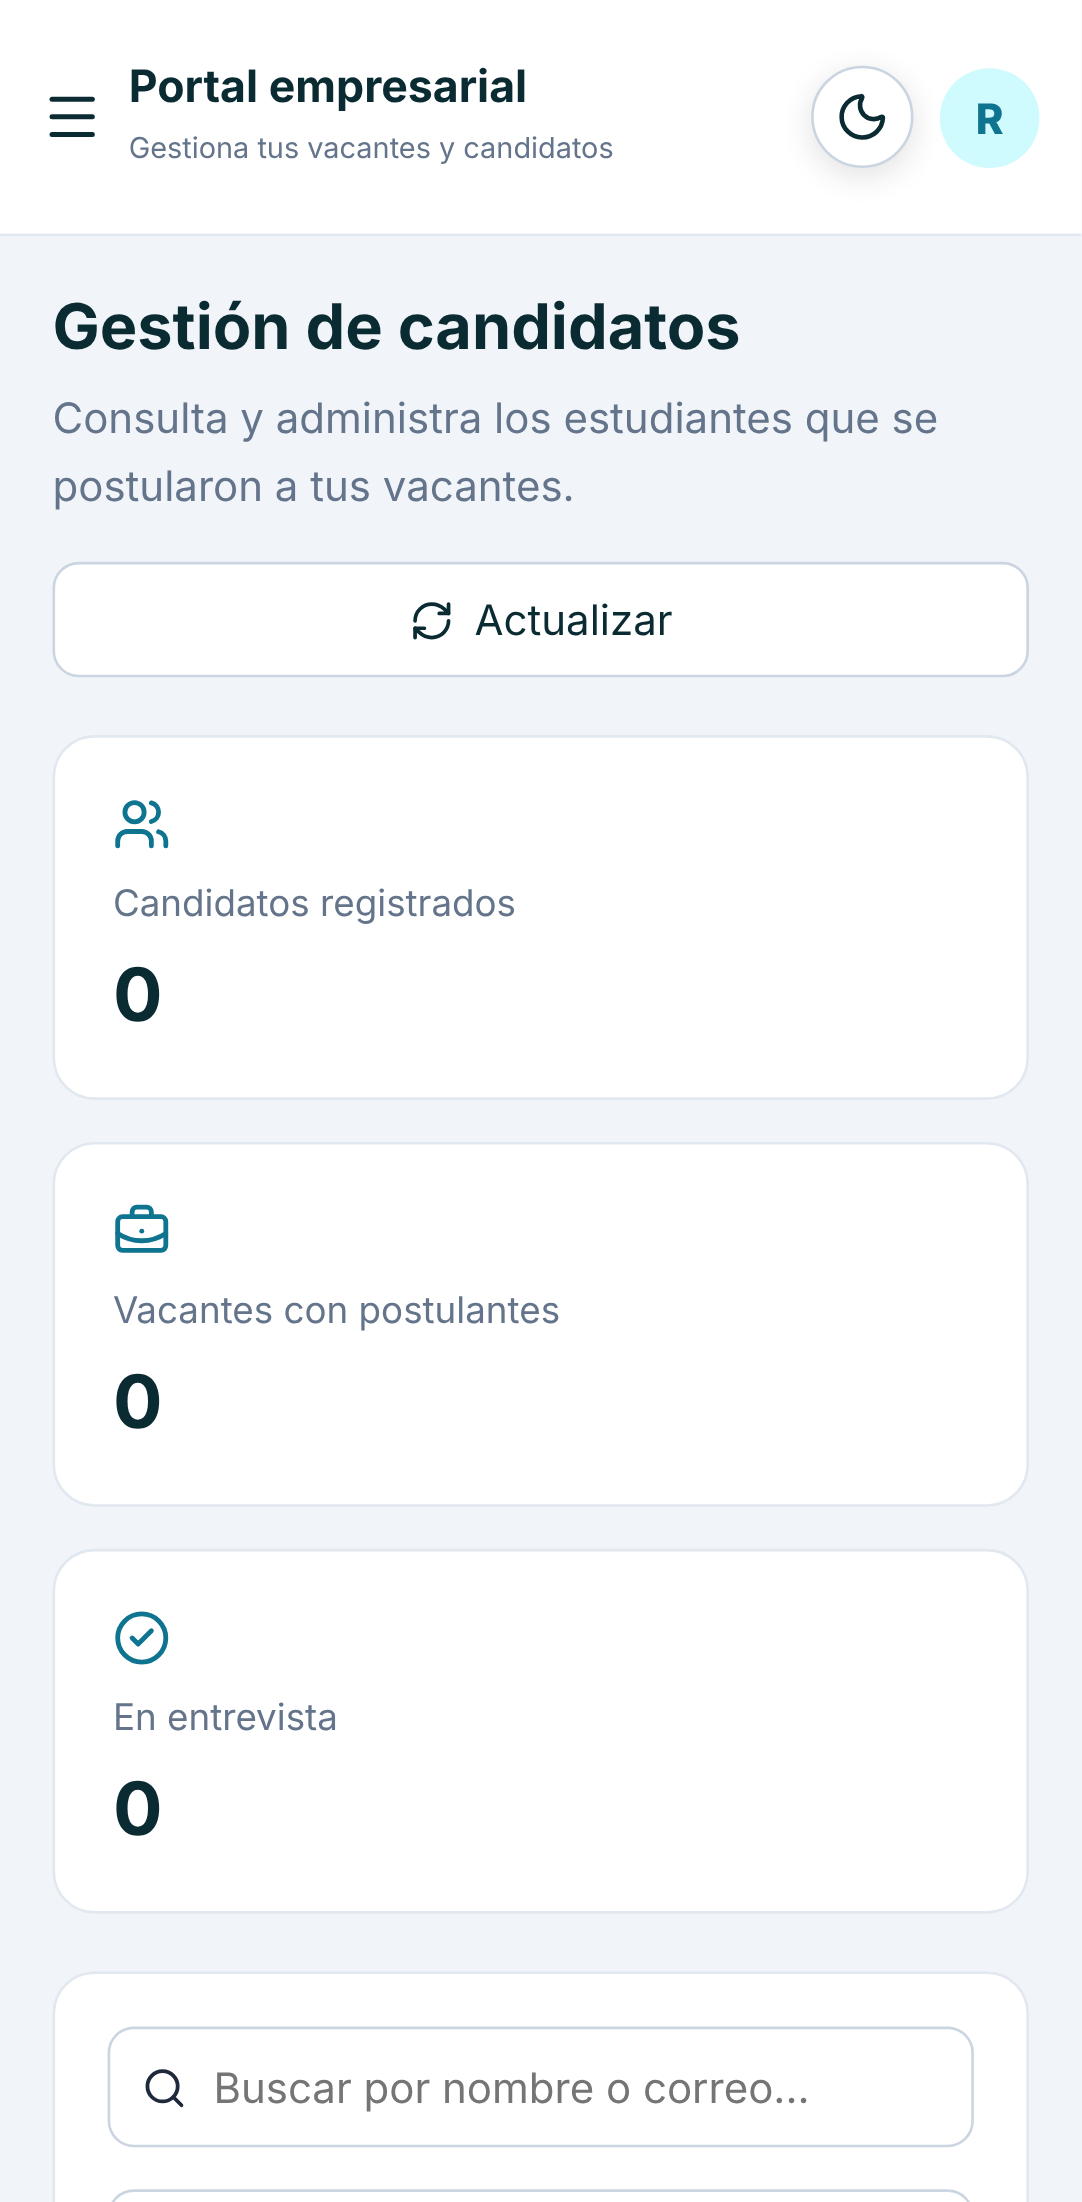 Portal empresarial
Gestiona tus vacantes y candidatos
R
Gestión de candidatos
Consulta y administra los estudiantes que se
postularon a tus vacantes.
Actualizar
Candidatos registrados
0
Vacantes con postulantes
0
En entrevista
0
Buscar por nombre o correo...